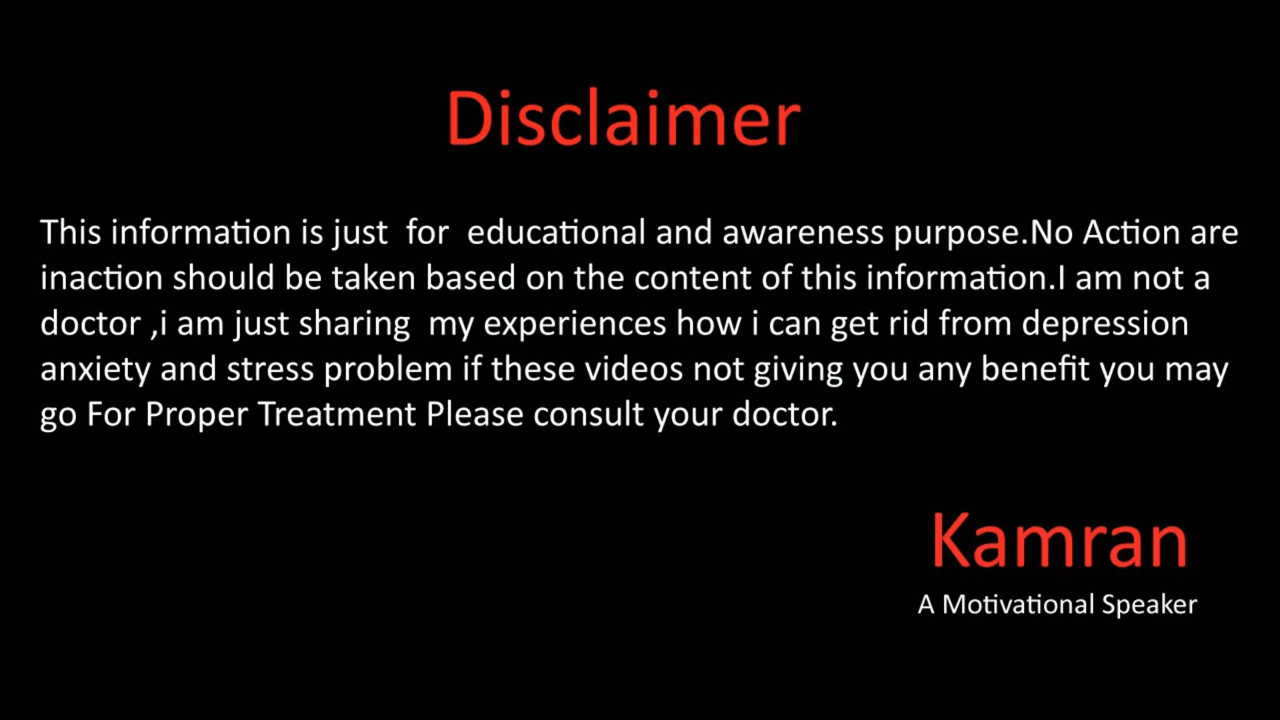 Disclaimer
This information is just  for  educational and awareness purpose.No Action are
inaction should be taken based on the content of this information.I am not a
doctor ,i am just sharing  my experiences how i can get rid from depression
anxiety and stress problem if these videos not giving you any benefit you may
go For Proper Treatment Please consult your doctor.
Kamran
A Motivational Speaker